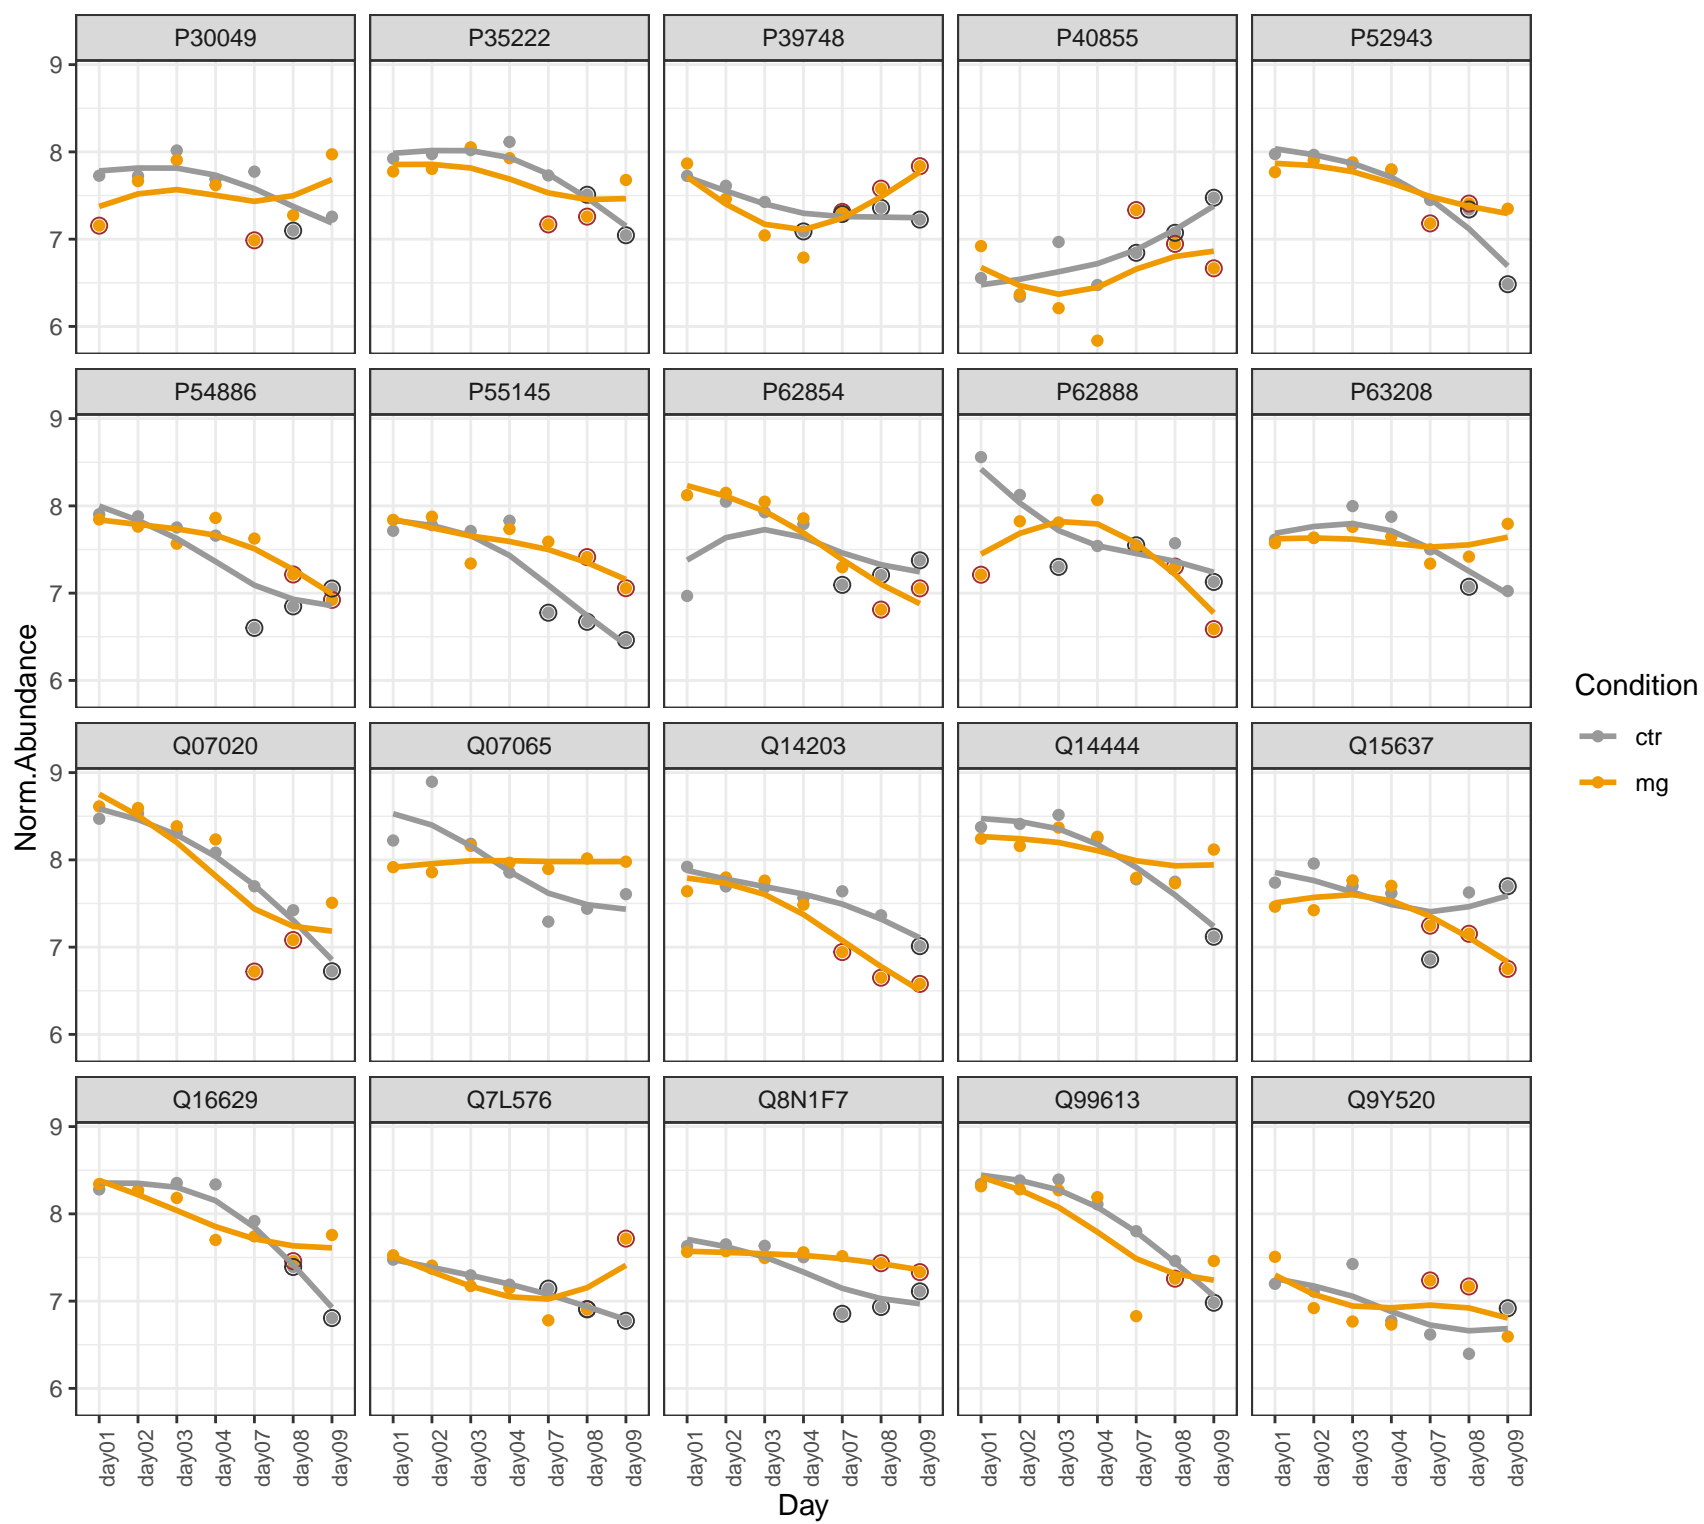 P30049 P35222 P39748 P40855 P52943
9
8
7
6
P54886 P55145 P62854 P62888 P63208
9
8
7
6
Q07020 Q07065 Q14203 Q14444 Q15637
9
8
7
6
Q16629 Q7L576 Q8N1F7 Q99613 Q9Y520
9
8
7
6
day01 day02 day03 day04 day07 day08 day09 day01 day02 day03 day04 day07 day08 day09 day01 day02 day03 day04 day07 day08 day09 day01 day02 day03 day04 day07 day08 day09 day01 day02 day03 day04 day07 day08 day09
Day
Norm.Abundance
Condition
ctr
mg